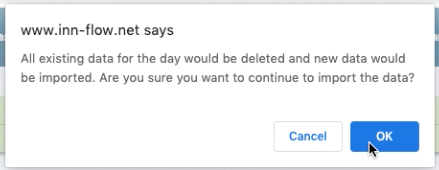 www.inn-flow.net says
All existing data for the day would be deleted and new data would
be imported. Are you sure you want to continue to import the data?
Cancel OK